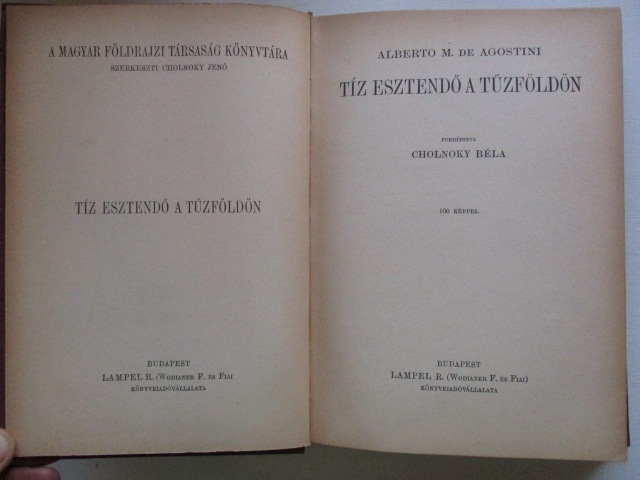 A MAGYAR FÖLDRAJZI TÁRSASÁG KÖNYVTÁRA
SZERKESZTI CHOLNOKY JENŐ
TÍZ ESZTENDŐ A TŰZFÖLDÖN
BUDAPEST
LAMPEL R. (WODIANER F. ÉS FIAI
KÖNYVKIADÓVÁLLALATA
ALBERTO M. DE AGOSTINI
TÍZ ESZTENDŐ A TŰZFÖLDÖN
FORDÍTOTTA
CHOLNOKY BÉLA
100 KÉPPEL
BUDAPEST
LAMPEL R. (WODIANER F. ÉS FIAI)
KÖNYVKIADÓVÁLLALATA